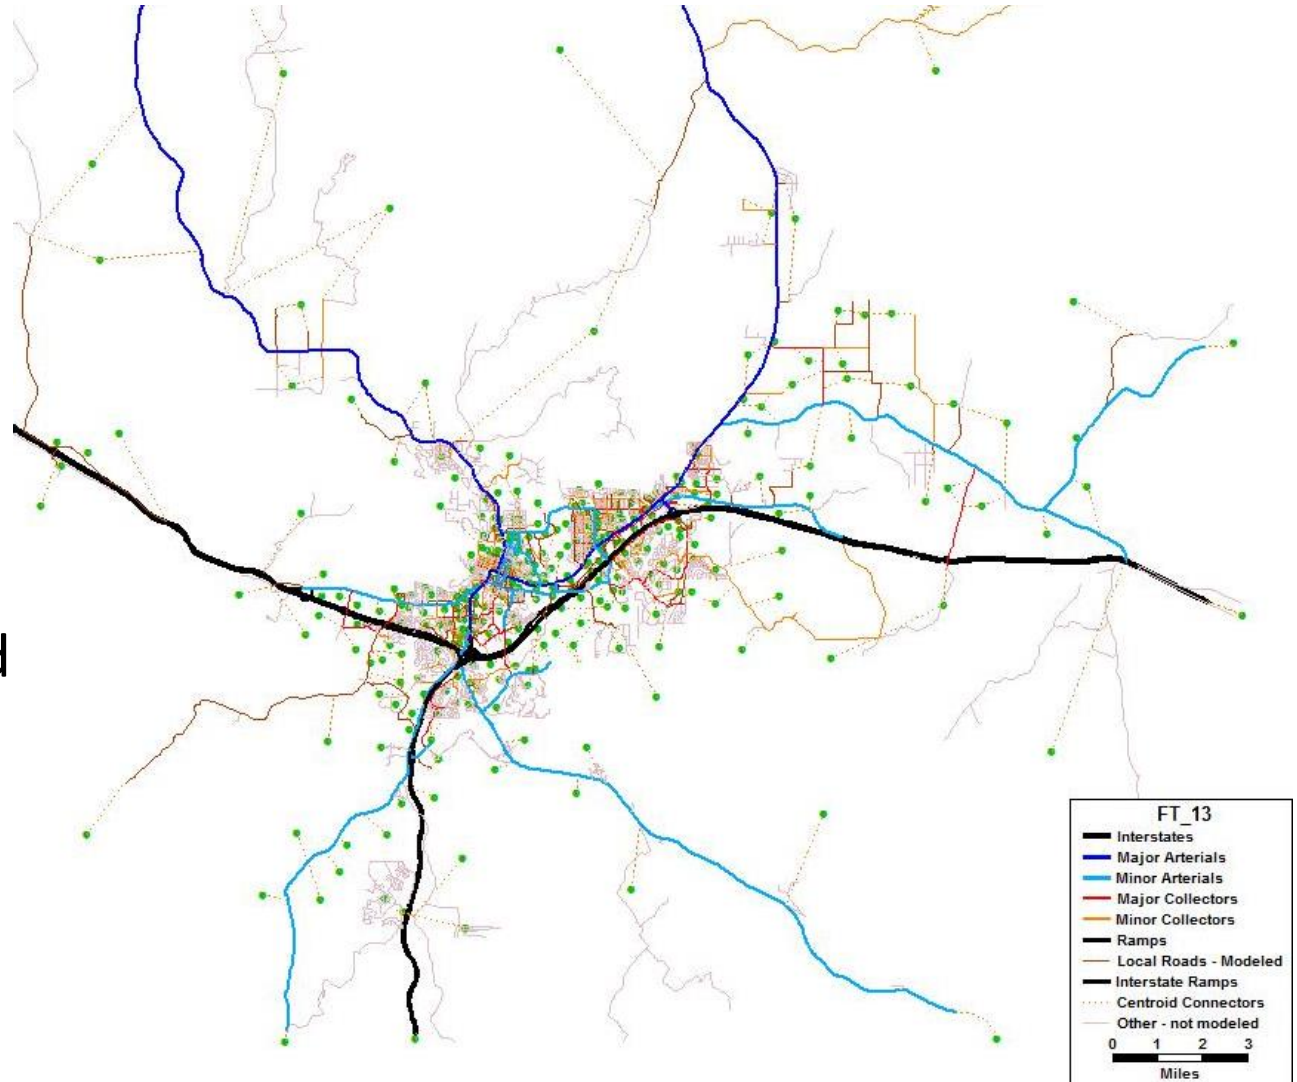 FT_13
Interstates
Major Arterials
Minor Arterials
Major Collectors
Minor Collectors
Ramps
Local Roads - Modeled
Interstate Ramps
Centroid Connectors
Other - not modeled
0 1 2 3
Miles